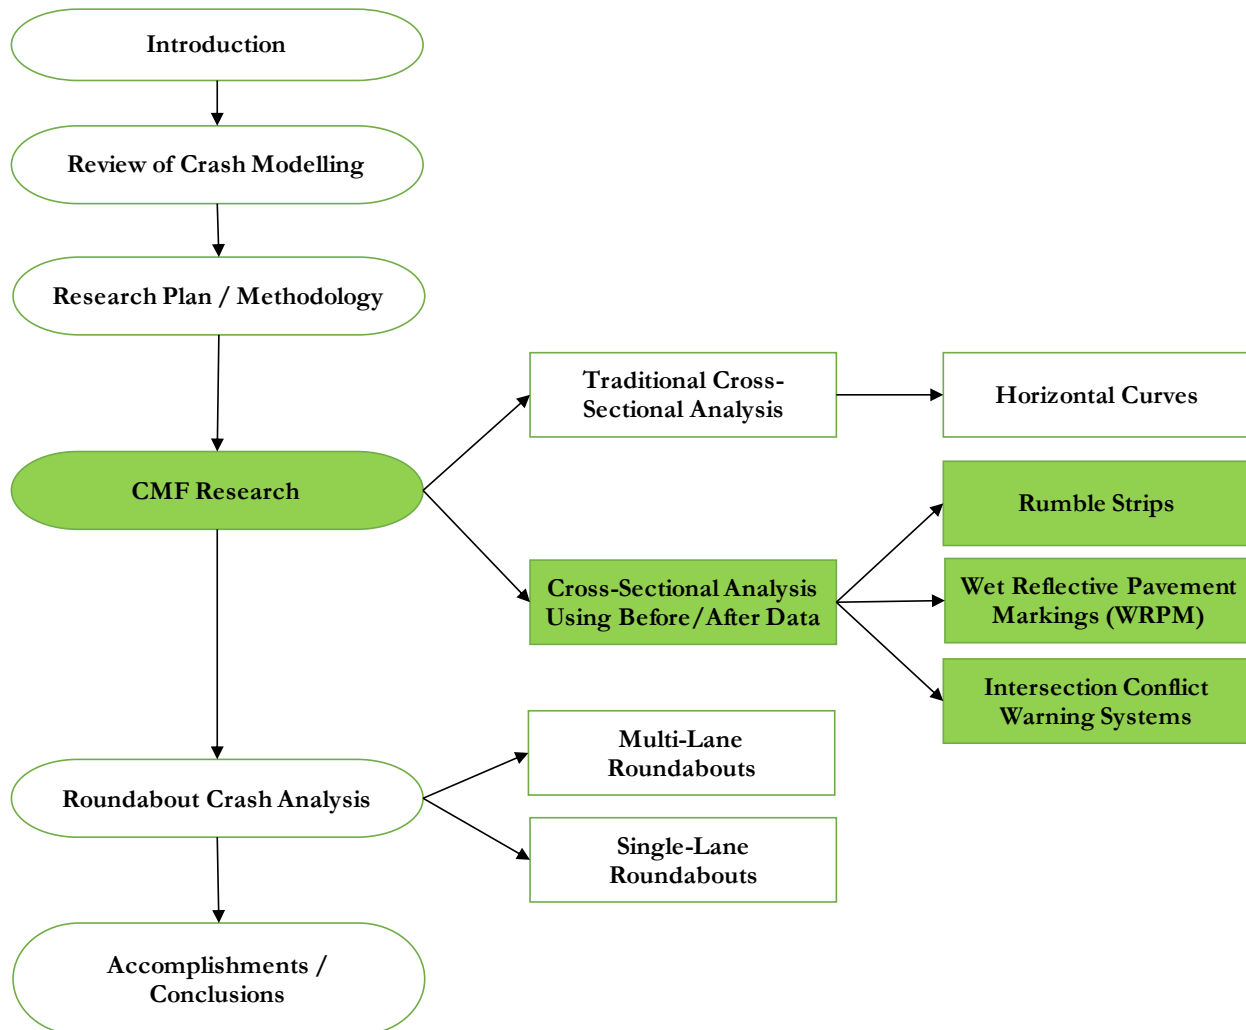 Introduction
Review of Crash Modelling
Research Plan / Methodology
Traditional Cross-
Sectional Analysis
Horizontal Curves
CMF Research
Rumble Strips
Cross-Sectional Analysis
Using Before/After Data
Wet Reflective Pavement
Markings (WRPM)
Intersection Conflict
Warning Systems
Multi-Lane
Roundabouts
Roundabout Crash Analysis
Single-Lane
Roundabouts
Accomplishments /
Conclusions